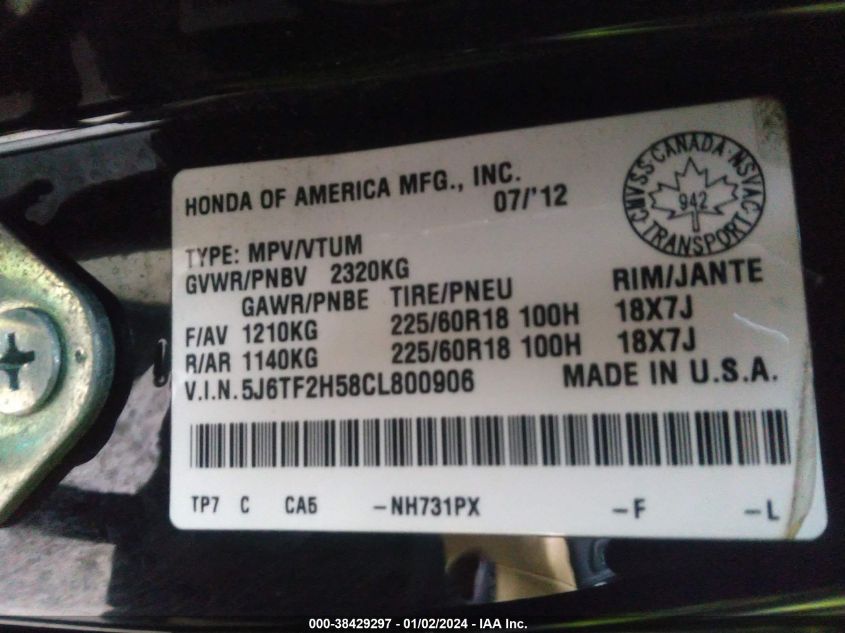 HONDA OF AMERICA MFG., INC.
07/'12
CMVSS·CANADA·NSVAC
942
TRANSPORT
TYPE: MPV/VTUM
GVWR/PNBV 2320KG
GAWR/PNBE TIRE/PNEU RIM/JANTE
F/AV 1210KG 225/60R18 100H 18X7J
R/AR 1140KG 225/60R18 100H 18X7J
V.I.N.5J6TF2H58CL800906 MADE IN U.S.A.
TP7 C CA5 -NH731PX -F -L
000-38429297 - 01/02/2024 - IAA Inc.